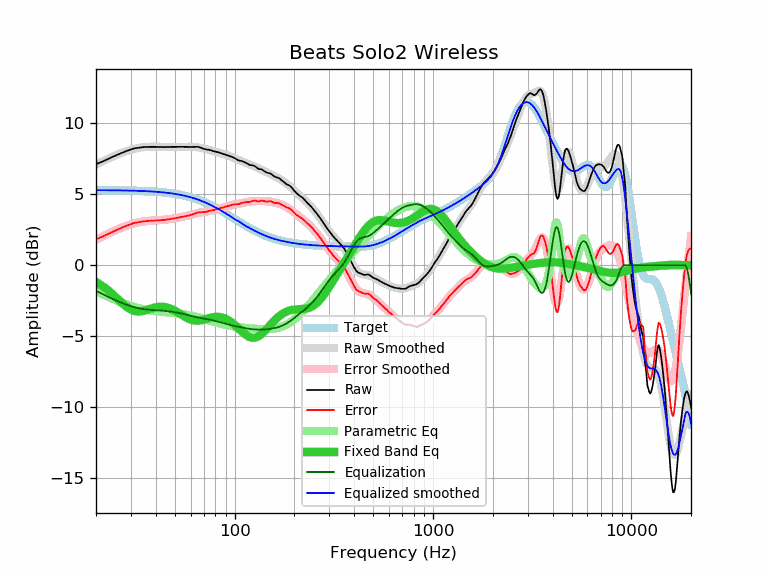 Beats Solo2 Wireless
Amplitude (dBr)
10
5
0
−5
−10
−15
Target
Raw Smoothed
Error Smoothed
Raw
Error
Parametric Eq
Fixed Band Eq
Equalization
Equalized smoothed
100
1000
10000
Frequency (Hz)